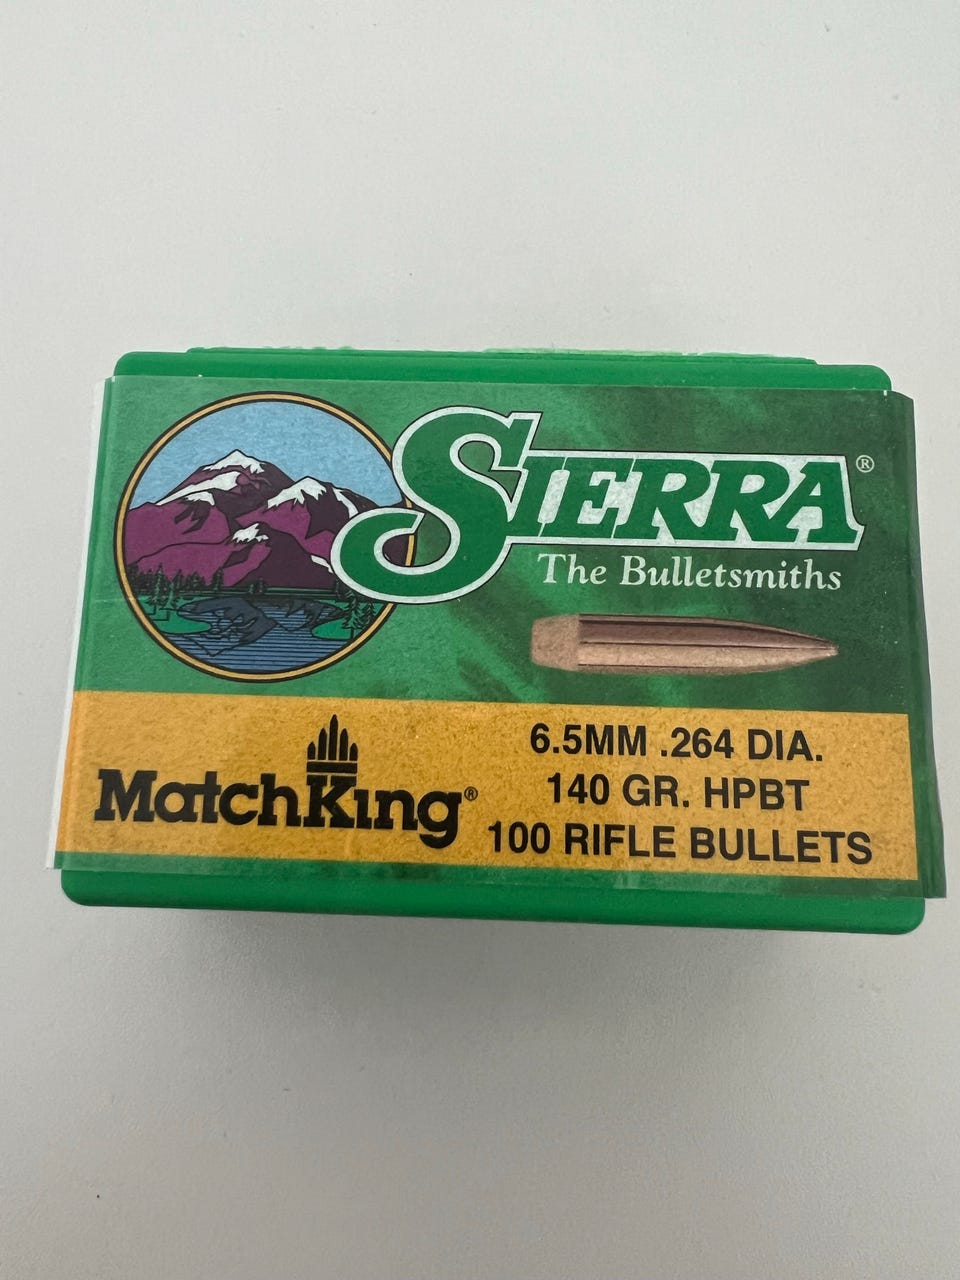 SIERRA®
The Bulletsmiths
MatchKing®
6.5MM .264 DIA.
140 GR. HPBT
100 RIFLE BULLETS